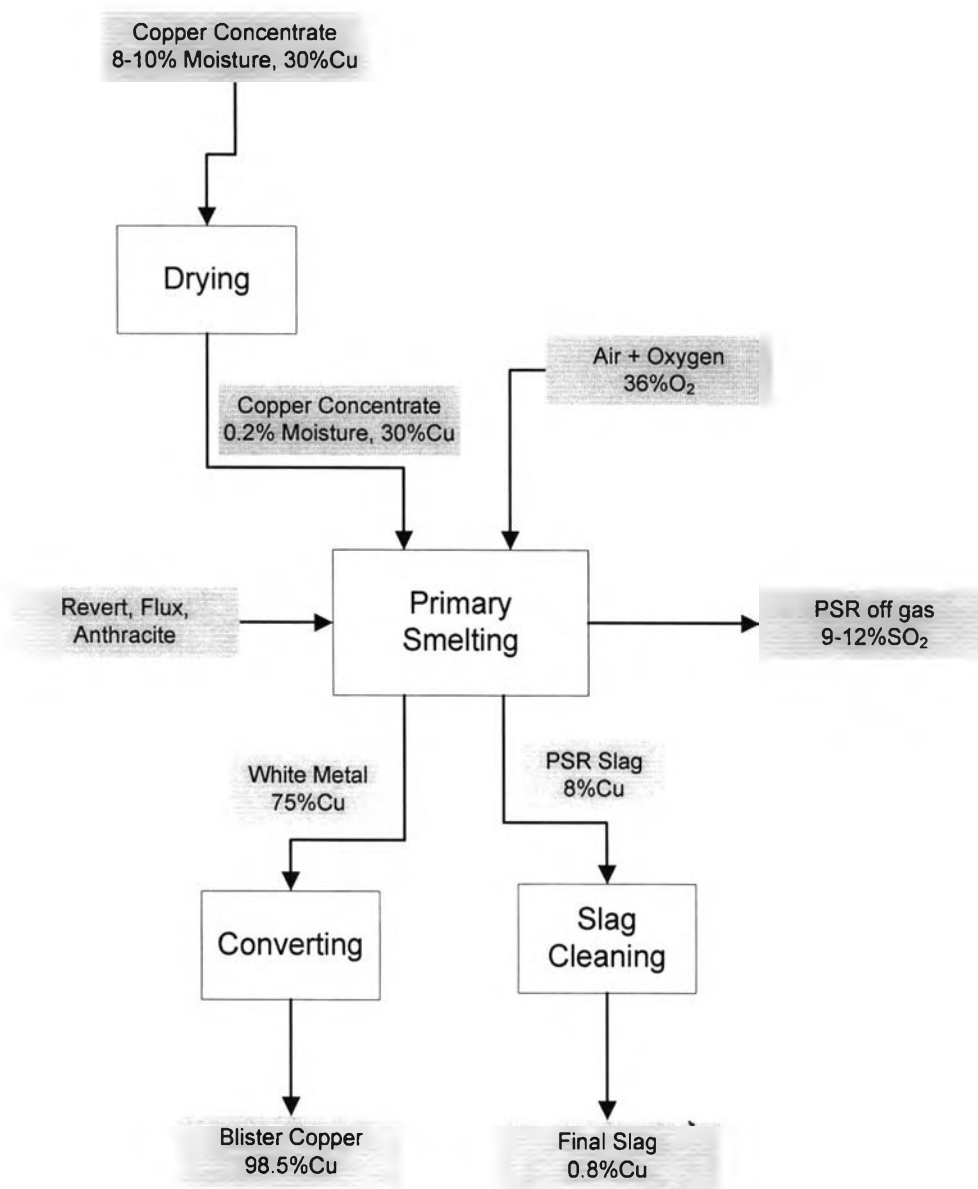 Copper Concentrate
8-10% Moisture, 30%Cu
Drying
Air + Oxygen
36%O₂
Copper Concentrate
0.2% Moisture, 30%Cu
Revert, Flux,
Anthracite
Primary
Smelting
PSR off gas
9-12%SO₂
White Metal
75%Cu
PSR Slag
8%Cu
Converting
Slag
Cleaning
Blister Copper
98.5%Cu
Final Slag
0.8%Cu